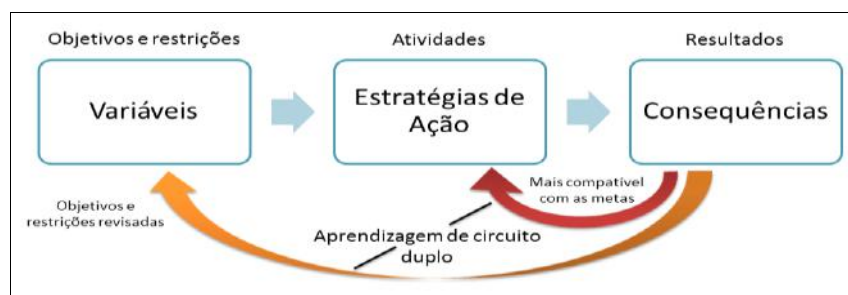 Objetivos e restrições
Atividades
Resultados
Variáveis
Estratégias de
Ação
Consequências
Mais compatível
com as metas
Objetivos e
restrições revisadas
Aprendizagem de circuito
duplo